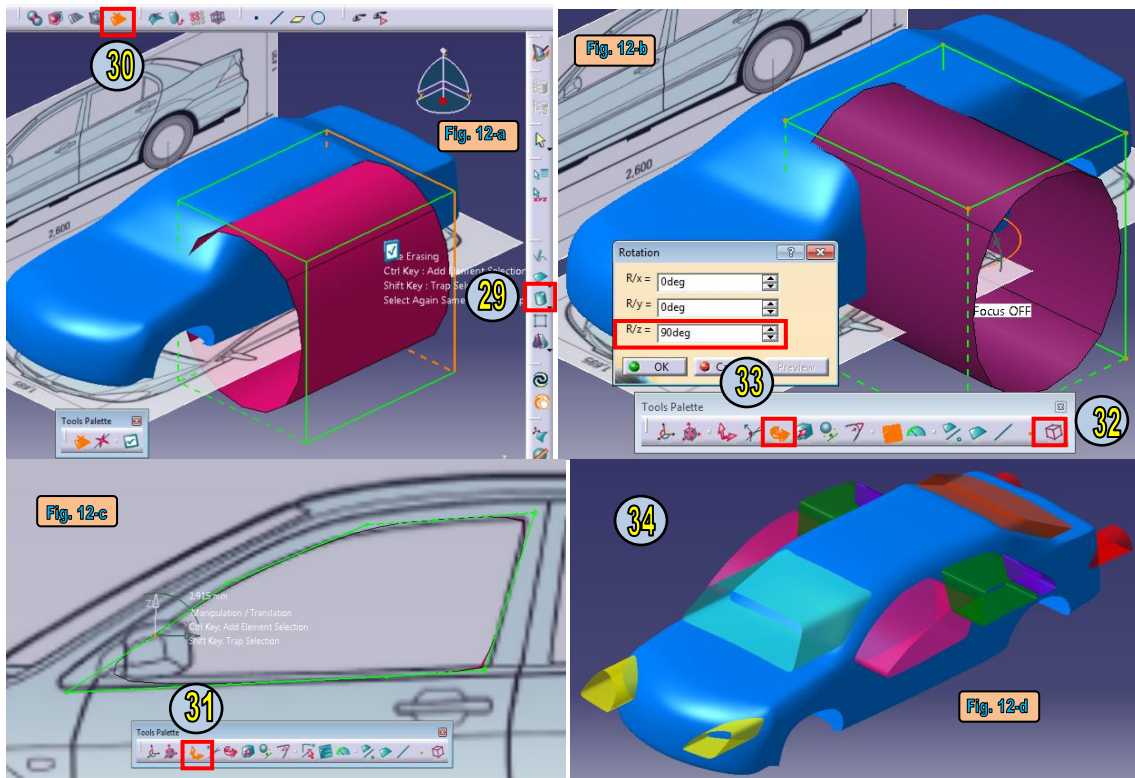 30
Fig. 12-a
2,600
Erasing
Ctrl Key : Add Element Selection
Shift Key : Trap
Select Again Same
29
Tools Palette
Fig. 12-b
2,600
Rotation
R/x = 0deg
R/y = 0deg
R/z = 90deg
OK
Preview
Focus OFF
33
Tools Palette
32
Fig. 12-c
2.915 mm
Z
Manipulation / Translation
Ctrl Key: Add Element Selection
Shift Key: Trap Selection
31
Tools Palette
34
Fig. 12-d